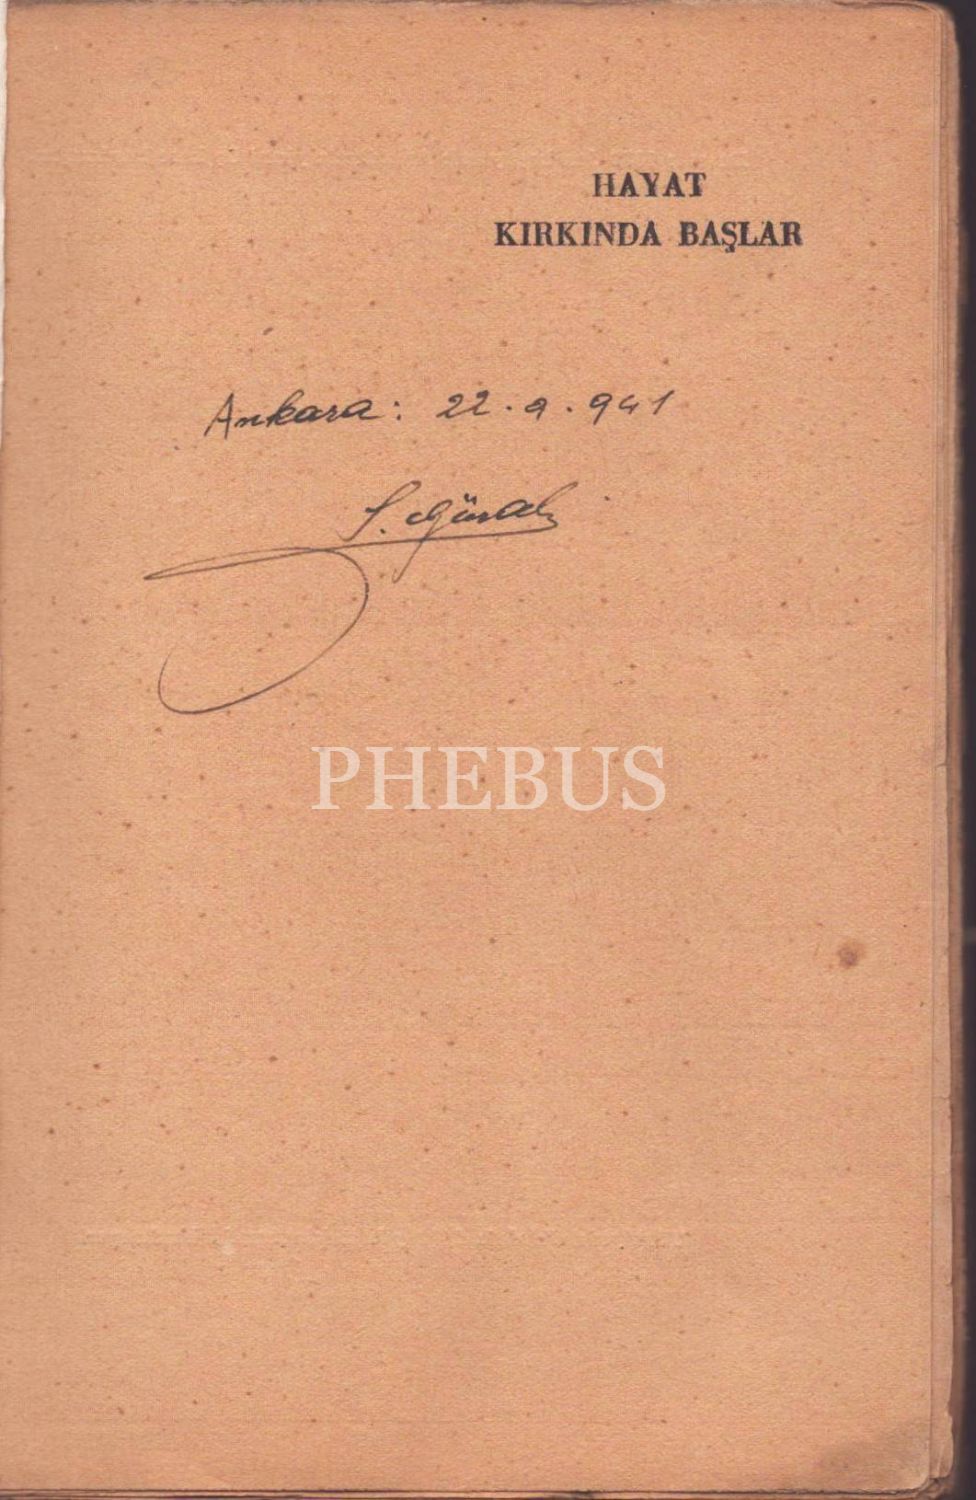 HAYAT
KIRKINDA BAŞLAR
Ankara: 22.9.941
PHEBUS